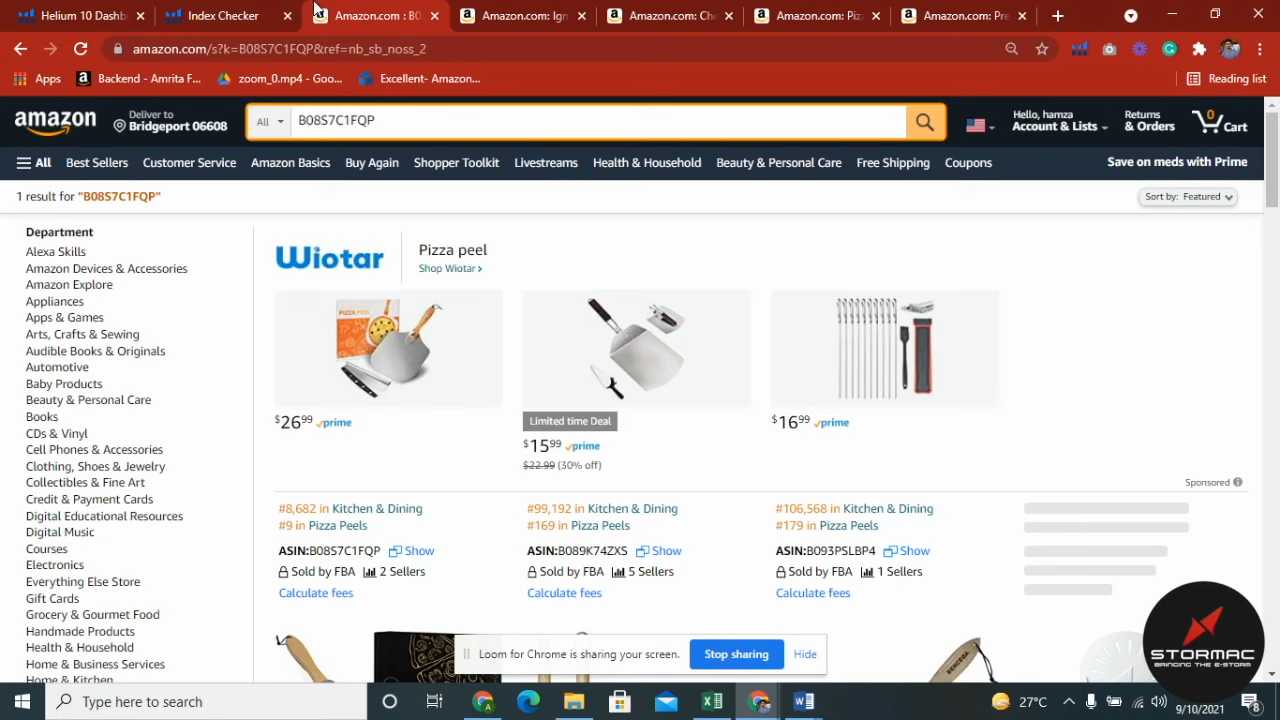 Helium 10 Dashb
Index Checker
Amazon.com : B0
Amazon.com: Ign
Amazon.com: Che
Amazon.com: Piz
Amazon.com: Pre
amazon.com/s?k=B08S7C1FQP&ref=nb_sb_noss_2
Apps
Backend - Amrita F...
zoom_0.mp4 - Goo...
Excellent- Amazon...
Reading list
amazon
Deliver to
Bridgeport 06608
All
B08S7C1FQP
Hello, hamza
Account & Lists
Returns
& Orders
0
Cart
All
Best Sellers
Customer Service
Amazon Basics
Buy Again
Shopper Toolkit
Livestreams
Health & Household
Beauty & Personal Care
Free Shipping
Coupons
Save on meds with Prime
1 result for "B08S7C1FQP"
Sort by: Featured
Department
Alexa Skills
Amazon Devices & Accessories
Amazon Explore
Appliances
Apps & Games
Arts, Crafts & Sewing
Audible Books & Originals
Automotive
Baby Products
Beauty & Personal Care
Books
CDs & Vinyl
Cell Phones & Accessories
Clothing, Shoes & Jewelry
Collectibles & Fine Art
Credit & Payment Cards
Digital Educational Resources
Digital Music
Courses
Electronics
Everything Else Store
Gift Cards
Grocery & Gourmet Food
Handmade Products
Health & Household
Home & Business Services
Home & Kitchen
Wiotar
Pizza peel
Shop Wiotar ›
PIZZA PEEL
$26.99 prime
Limited time Deal
$15.99 prime
$22.99 (30% off)
$16.99 prime
Sponsored
#8,682 in Kitchen & Dining
#9 in Pizza Peels
ASIN:B08S7C1FQP Show
Sold by FBA 2 Sellers
Calculate fees
#99,192 in Kitchen & Dining
#169 in Pizza Peels
ASIN:B089K74ZXS Show
Sold by FBA 5 Sellers
Calculate fees
#106,568 in Kitchen & Dining
#179 in Pizza Peels
ASIN:B093PSLBP4 Show
Sold by FBA 1 Sellers
Calculate fees
Loom for Chrome is sharing your screen.
Stop sharing
Hide
STORMAC
BRINGING THE E-STORM
Type here to search
27°C
9/10/2021
8